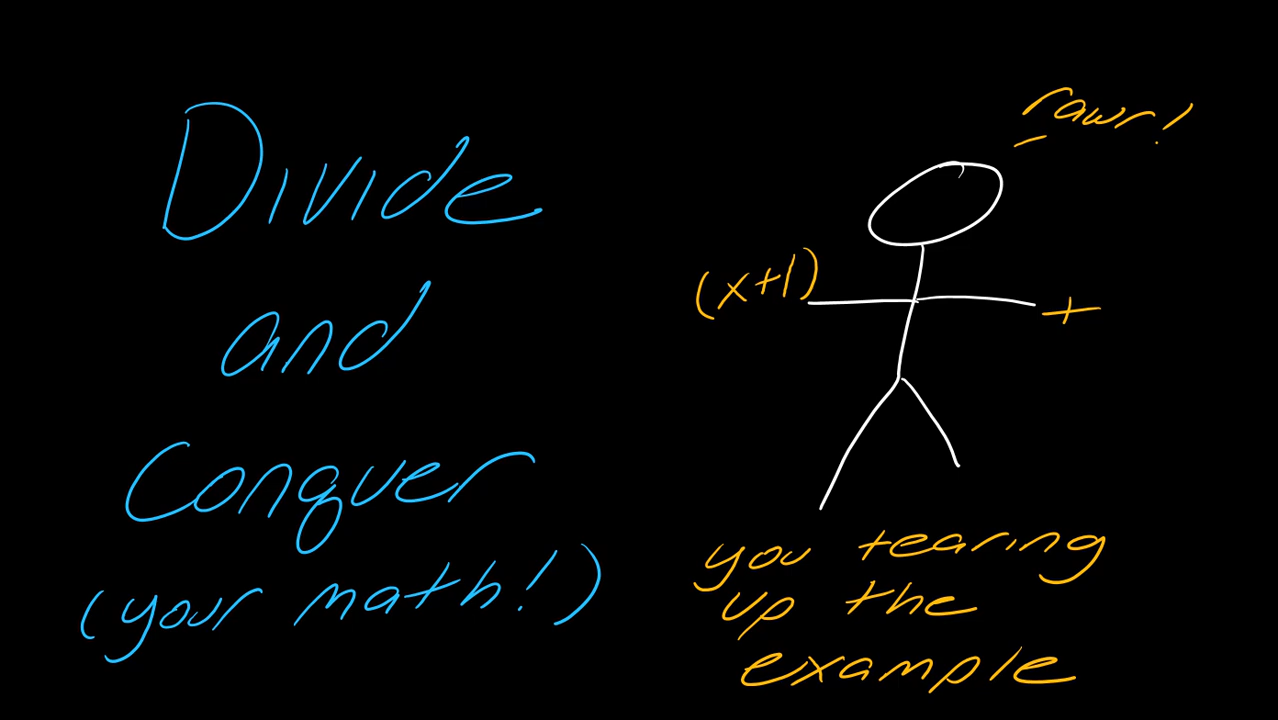 Divide
and
Conquer
(your math!)
rawr!
(x+1)
+
you tearing
up the
example